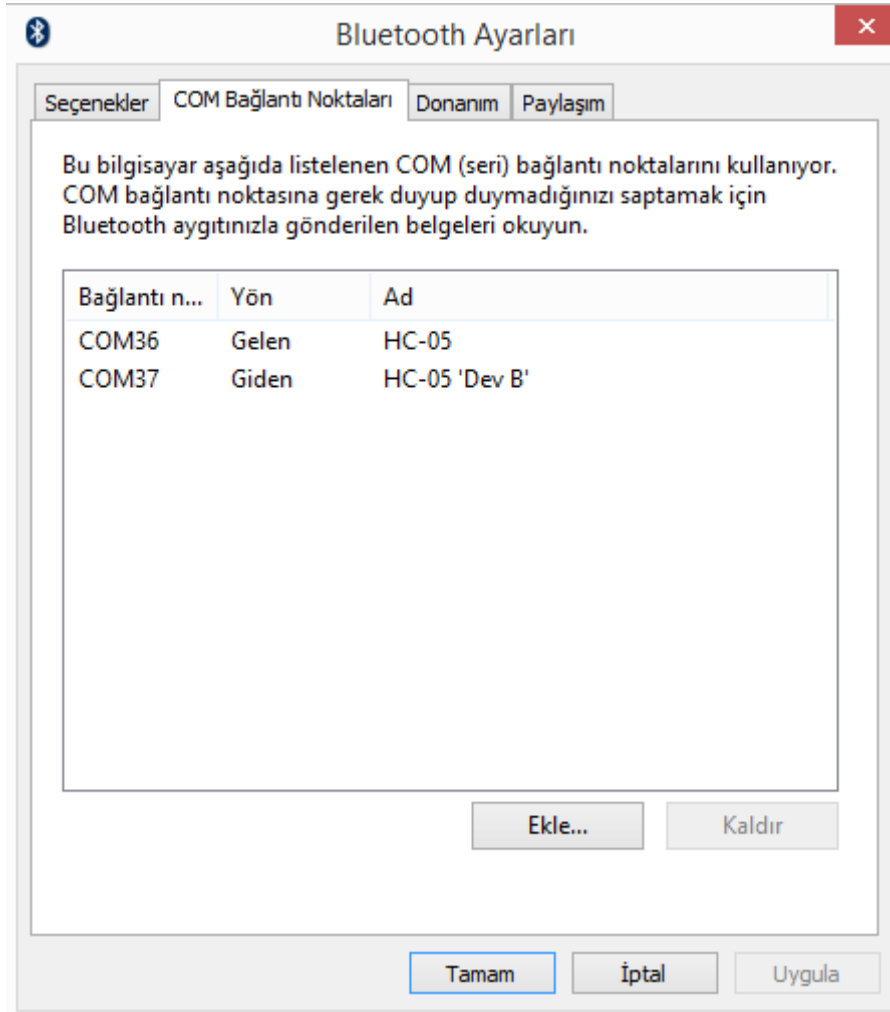 Bluetooth Ayarları
Seçenekler COM Bağlantı Noktaları Donanım Paylaşım
Bu bilgisayar aşağıda listelenen COM (seri) bağlantı noktalarını kullanıyor.
COM bağlantı noktasına gerek duyup duymadığınızı saptamak için
Bluetooth aygıtınızla gönderilen belgeleri okuyun.
Bağlantı n... Yön Ad
COM36 Gelen HC-05
COM37 Giden HC-05 'Dev B'
Ekle... Kaldır
Tamam İptal Uygula